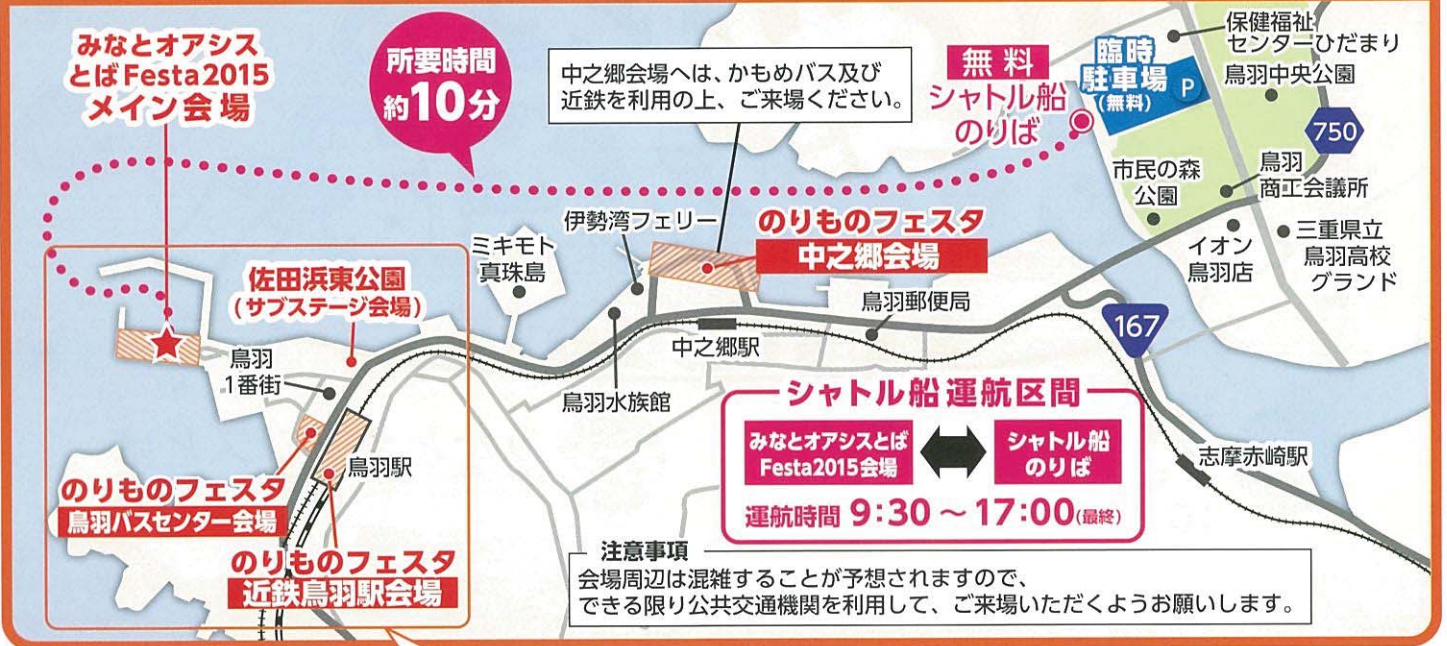 みなとオアシス
とばFesta2015
メイン会場
所要時間
約10分
中之郷会場へは、かもめバス及び
近鉄を利用の上、ご来場ください。
無料
シャトル船
のりば
臨時
駐車場
(無料)
P
保健福祉
センターひだまり
鳥羽中央公園
750
市民の森
公園
鳥羽
商工会議所
イオン
鳥羽店
三重県立
鳥羽高校
グランド
伊勢湾フェリー
のりものフェスタ
中之郷会場
ミキモト
真珠島
佐田浜東公園
(サブステージ会場)
鳥羽
1番街
鳥羽水族館
中之郷駅
鳥羽郵便局
167
鳥羽駅
のりものフェスタ
鳥羽バスセンター会場
のりものフェスタ
近鉄鳥羽駅会場
シャトル船運航区間
みなとオアシスとば
Festa2015会場
シャトル船
のりば
運航時間 9:30～17:00(最終)
志摩赤崎駅
注意事項
会場周辺は混雑することが予想されますので、
できる限り公共交通機関を利用して、ご来場いただくようお願いします。